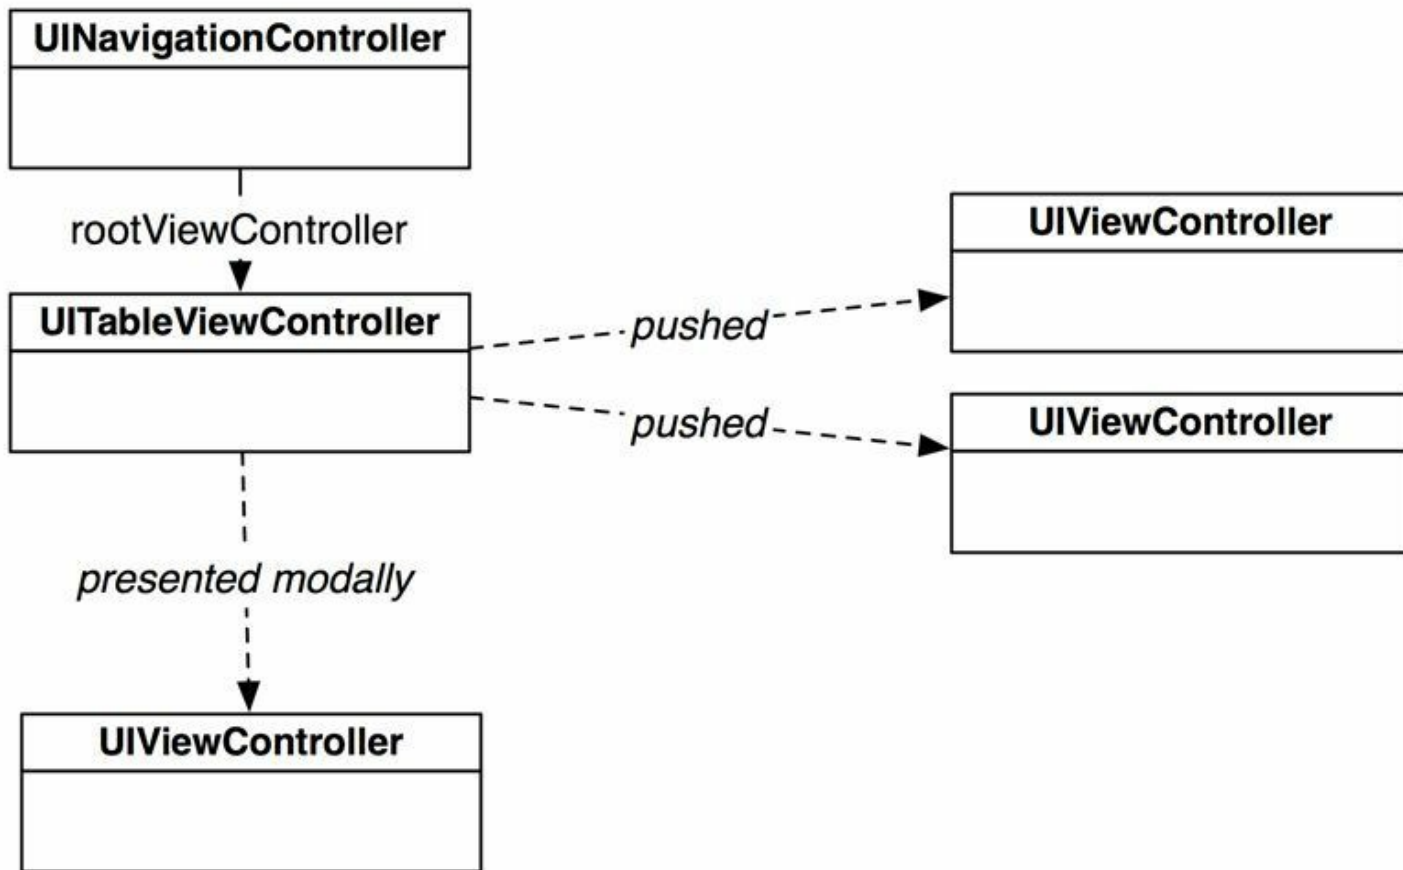 UINavigationController
rootViewController
UITableViewController
pushed
UIViewController
pushed
UIViewController
presented modally
UIViewController